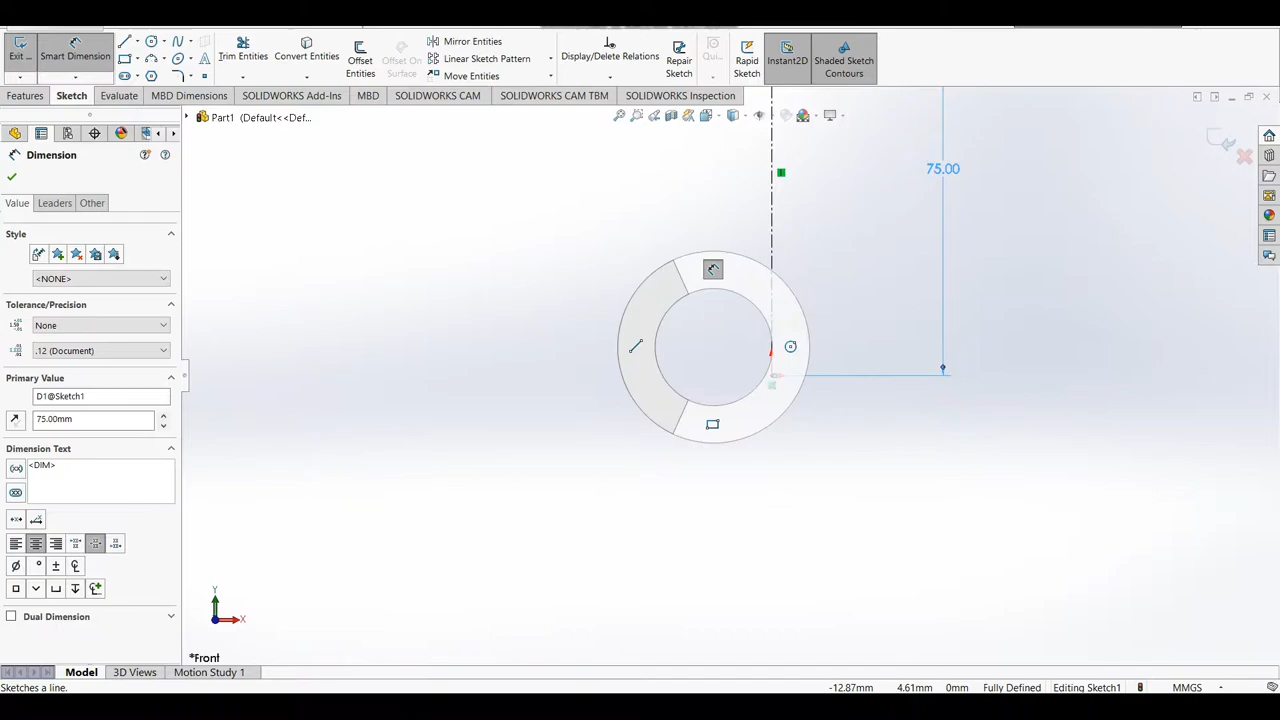 Mirror Entities
Exit ...
Smart Dimension
Trim Entities
Convert Entities
Offset Entities
Offset On Surface
Linear Sketch Pattern
Move Entities
Display/Delete Relations
Repair Sketch
Qui...
Rapid Sketch
Instant2D
Shaded Sketch Contours
Features
Sketch
Evaluate
MBD Dimensions
SOLIDWORKS Add-Ins
MBD
SOLIDWORKS CAM
SOLIDWORKS CAM TBM
SOLIDWORKS Inspection
Part1 (Default<<Def...
Dimension
75.00
Value
Leaders
Other
Style
<NONE>
Tolerance/Precision
None
.12 (Document)
Primary Value
D1@Sketch1
75.00mm
Dimension Text
<DIM>
Dual Dimension
Y
X
*Front
Model
3D Views
Motion Study 1
Sketches a line.
-12.87mm
4.61mm
0mm
Fully Defined
Editing Sketch1
MMGS